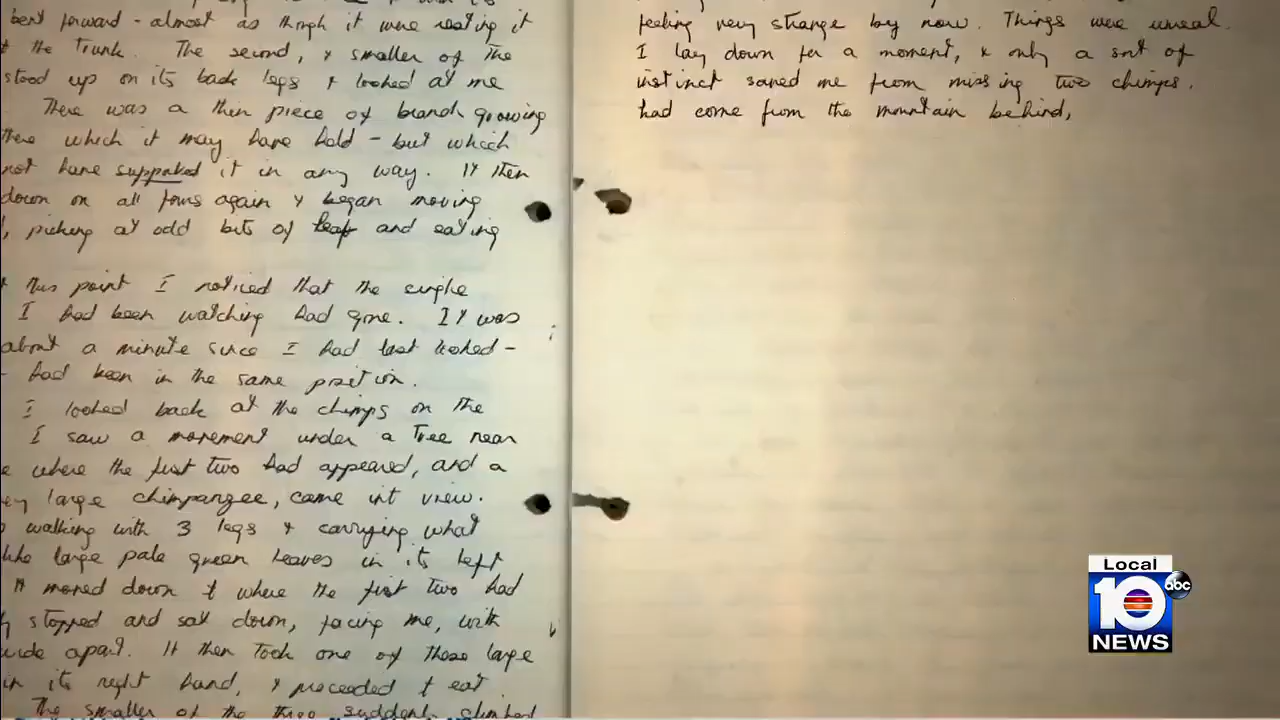 bent forward - almost as though it were resting it
the trunk. The second, & smaller of the
stood up on its back legs & looked at me
There was a thin piece of branch growing
there which it may have held - but which
not have supported it in any way. It then
down on all fours again & began moving
, picking at odd bits of leaf and eating
this point I noticed that the single
I had been watching had gone. It was
about a minute since I had last looked -
had been in the same position.
I looked back at the chimps on the
I saw a movement under a tree near
where the first two had appeared, and a
large chimpanzee, came int view.
walking with 3 legs & carrying what
like large pale green leaves in its left
It moved down t where the first two had
stopped and sat down, facing me, with
wide apart. It then took one of these large
in its right hand, & proceeded t eat.
The smaller of the three suddenly climbed
feeling very strange by now. Things were unreal.
I lay down for a moment, & only a sort of
instinct saved me from missing two chimps.
had come from the mountain behind,
Local
10
abc
NEWS